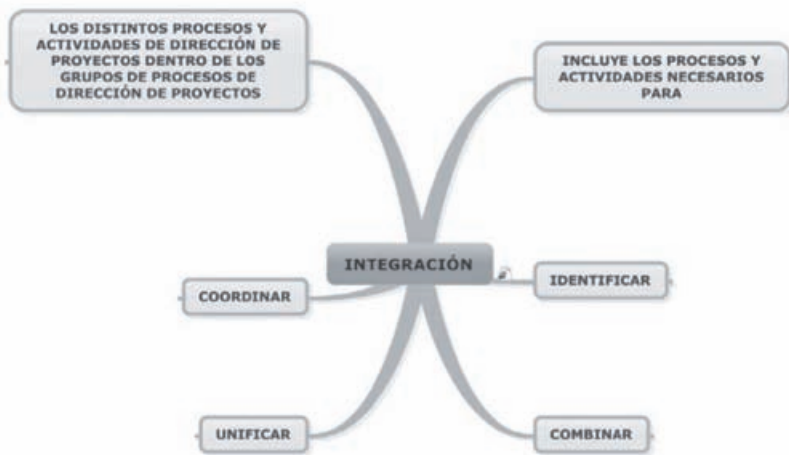 LOS DISTINTOS PROCESOS Y
ACTIVIDADES DE DIRECCIÓN DE
PROYECTOS DENTRO DE LOS
GRUPOS DE PROCESOS DE
DIRECCIÓN DE PROYECTOS
INCLUYE LOS PROCESOS Y
ACTIVIDADES NECESARIOS
PARA
INTEGRACIÓN
COORDINAR
IDENTIFICAR
UNIFICAR
COMBINAR